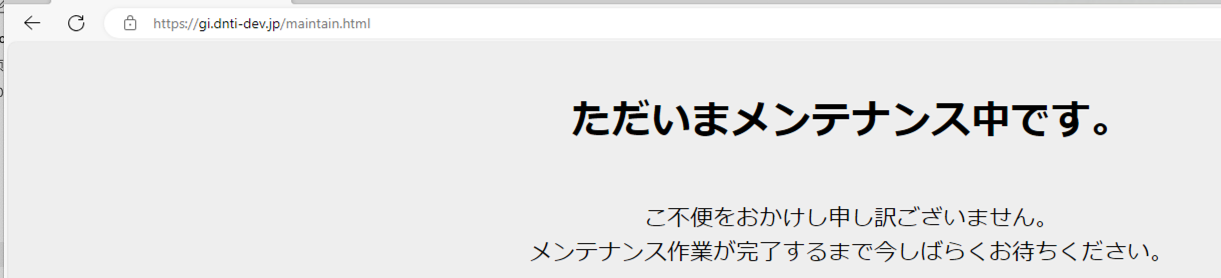 https://gi.dnti-dev.jp/maintain.html
ただいまメンテナンス中です。
こ不便をおかけし申し訳ございません。
メンテナンス作業が完了するまで今しばらくお待ちください。